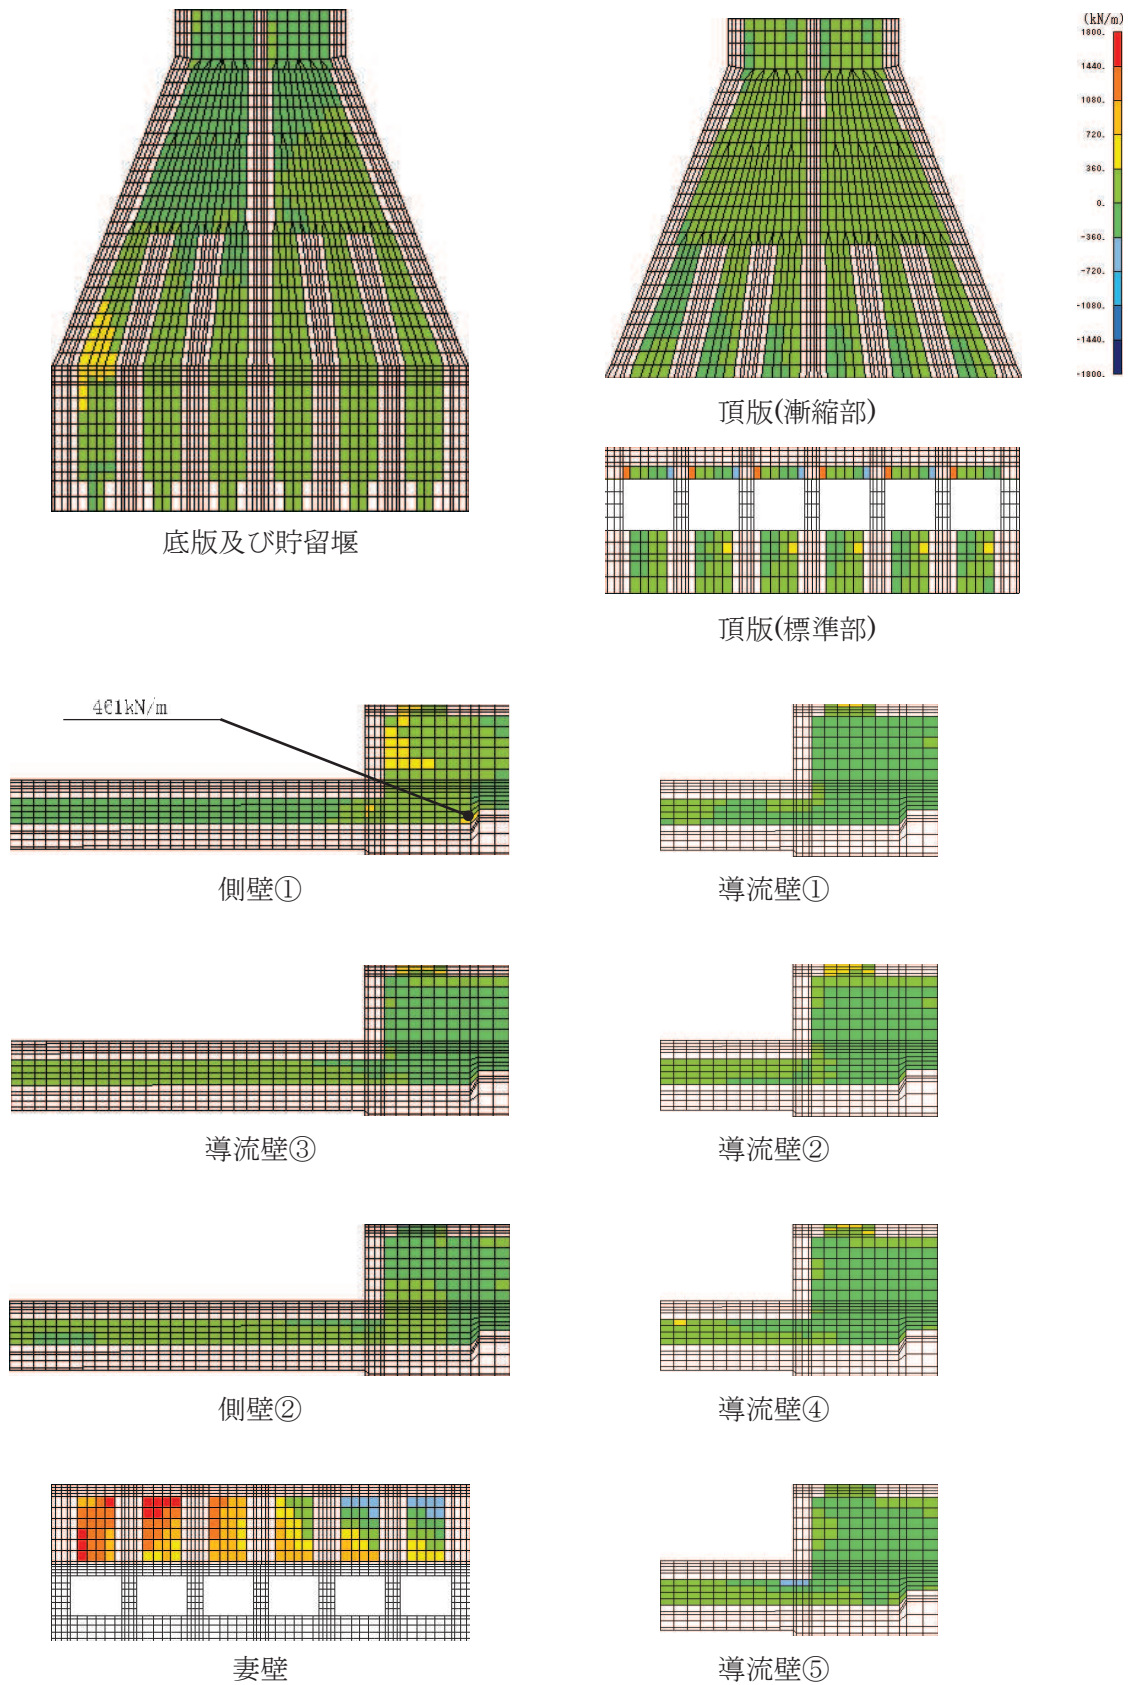 (kN/m)
1800.
1440.
1080.
720.
360.
0.
-360.
-720.
-1080.
-1440.
-1800.
頂版(漸縮部)
底版及び貯留堰
頂版(標準部)
461kN/m
側壁①
導流壁①
導流壁③
導流壁②
側壁②
導流壁④
妻壁
導流壁⑤